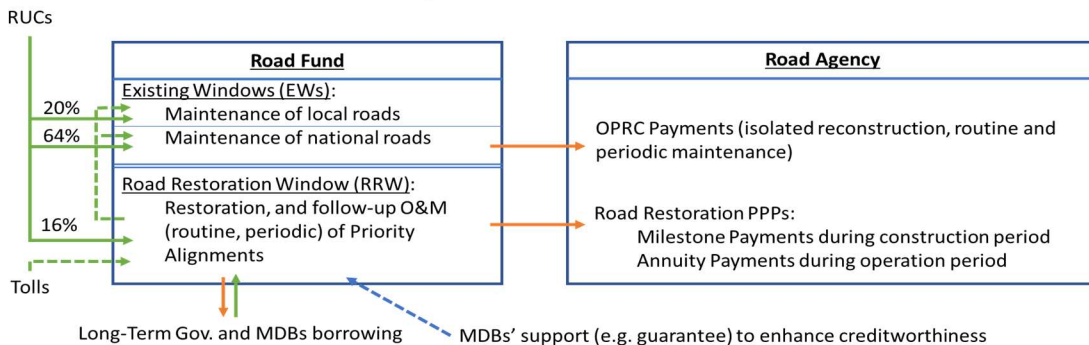 RUCs
Road Fund
Road Agency
Existing Windows (EWs):
20%
Maintenance of local roads
64%
Maintenance of national roads
OPRC Payments (isolated reconstruction, routine and
periodic maintenance)
Road Restoration Window (RRW):
Restoration, and follow-up O&M
(routine, periodic) of Priority
Alignments
16%
Road Restoration PPPs:
Milestone Payments during construction period
Annuity Payments during operation period
Tolls
Long-Term Gov. and MDBs borrowing
MDBs' support (e.g. guarantee) to enhance creditworthiness